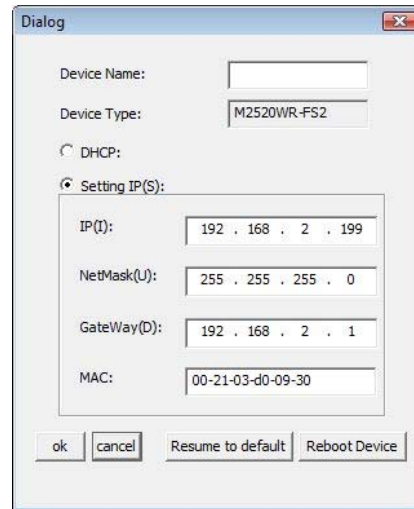 Dialog
Device Name:
Device Type: M2520WR-FS2
DHCP:
Setting IP(S):
IP(I): 192 . 168 . 2 . 199
NetMask(U): 255 . 255 . 255 . 0
GateWay(D): 192 . 168 . 2 . 1
MAC: 00-21-03-d0-09-30
ok cancel Resume to default Reboot Device